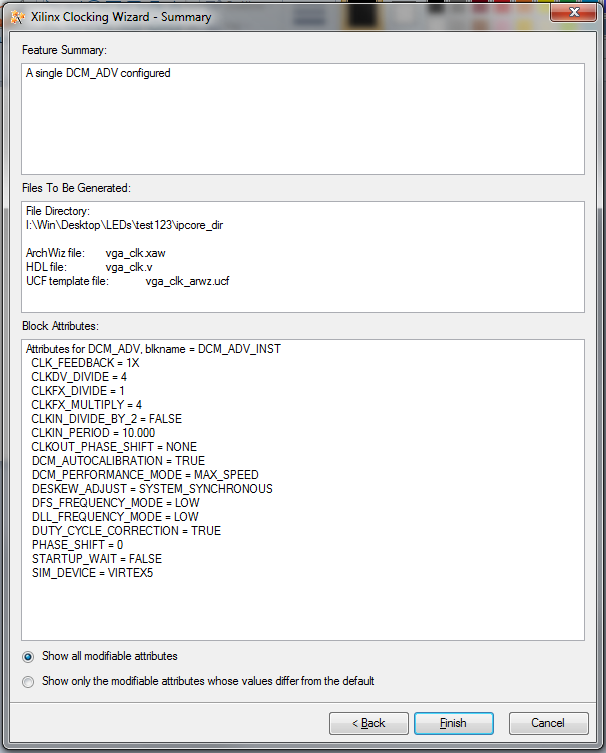 Xilinx Clocking Wizard - Summary
Feature Summary:
A single DCM_ADV configured
Files To Be Generated:
File Directory:
I:\Win\Desktop\LEDs\test123\ipcore_dir
ArchWiz file: vga_clk.xaw
HDL file: vga_clk.v
UCF template file: vga_clk_arwz.ucf
Block Attributes:
Attributes for DCM_ADV, blkname = DCM_ADV_INST
CLK_FEEDBACK = 1X
CLKDV_DIVIDE = 4
CLKFX_DIVIDE = 1
CLKFX_MULTIPLY = 4
CLKIN_DIVIDE_BY_2 = FALSE
CLKIN_PERIOD = 10.000
CLKOUT_PHASE_SHIFT = NONE
DCM_AUTOCALIBRATION = TRUE
DCM_PERFORMANCE_MODE = MAX_SPEED
DESKEW_ADJUST = SYSTEM_SYNCHRONOUS
DFS_FREQUENCY_MODE = LOW
DLL_FREQUENCY_MODE = LOW
DUTY_CYCLE_CORRECTION = TRUE
PHASE_SHIFT = 0
STARTUP_WAIT = FALSE
SIM_DEVICE = VIRTEX5
Show all modifiable attributes
Show only the modifiable attributes whose values differ from the default
< Back Finish Cancel